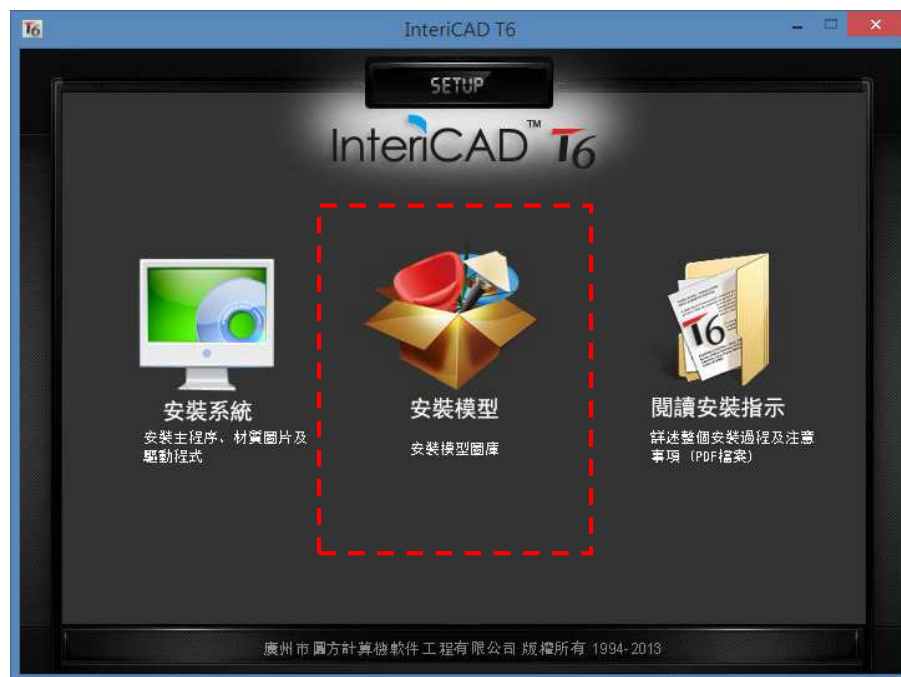 T6
InteriCAD T6
SETUP
InteriCAD™ T6
安裝系統
安裝主程序、材質圖片及
驅動程式
安裝模型
安裝模型圖庫
T6
閱讀安裝指示
詳述整個安裝過程及注意
事項（PDF檔案）
廣州市圓方計算機軟件工程有限公司 版權所有 1994-2013